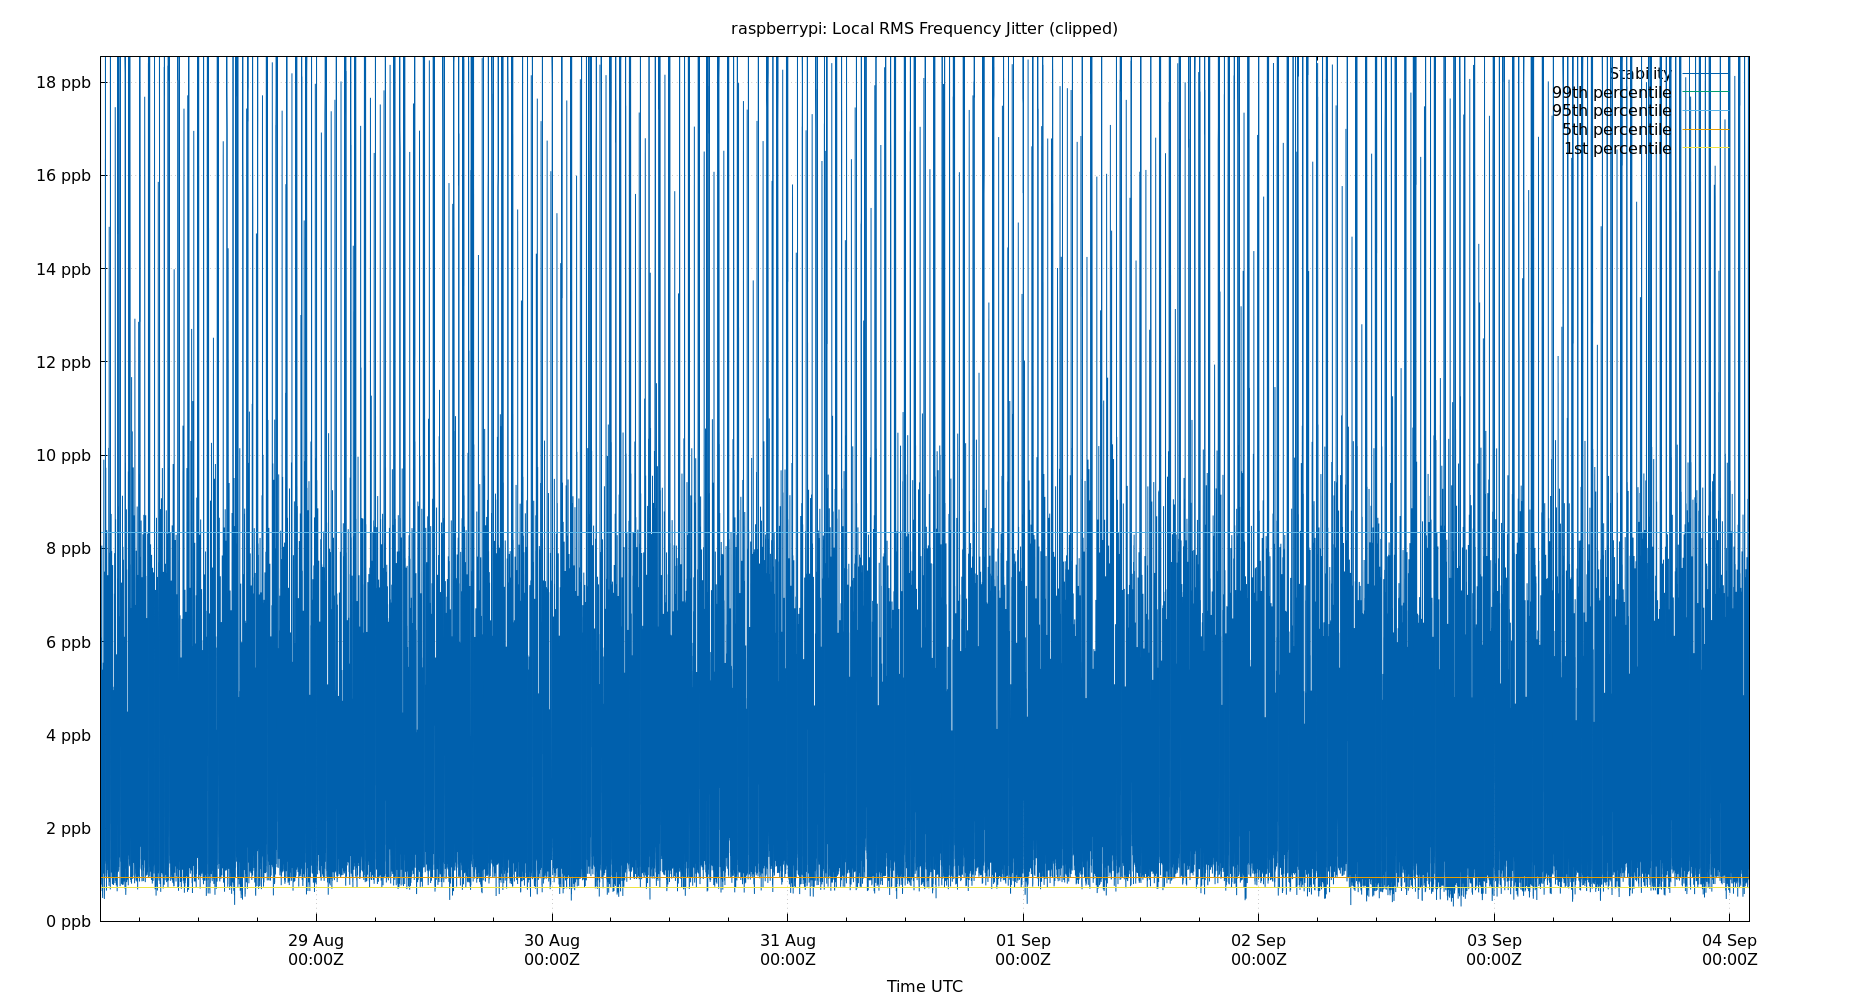 raspberrypi: Local RMS Frequency Jitter (clipped)
18 ppb
16 ppb
14 ppb
12 ppb
10 ppb
8 ppb
6 ppb
4 ppb
2 ppb
0 ppb
Stability
99th percentile
95th percentile
5th percentile
1st percentile
29 Aug
00:00Z
30 Aug
00:00Z
31 Aug
00:00Z
01 Sep
00:00Z
02 Sep
00:00Z
03 Sep
00:00Z
04 Sep
00:00Z
Time UTC